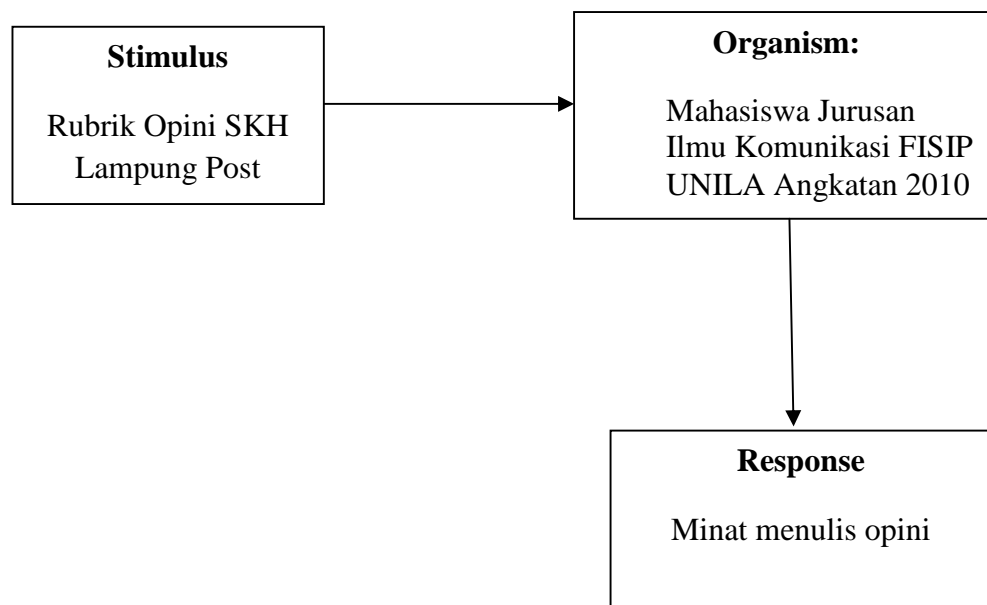 Stimulus
Rubrik Opini SKH
Lampung Post
Organism:
Mahasiswa Jurusan
Ilmu Komunikasi FISIP
UNILA Angkatan 2010
Response
Minat menulis opini